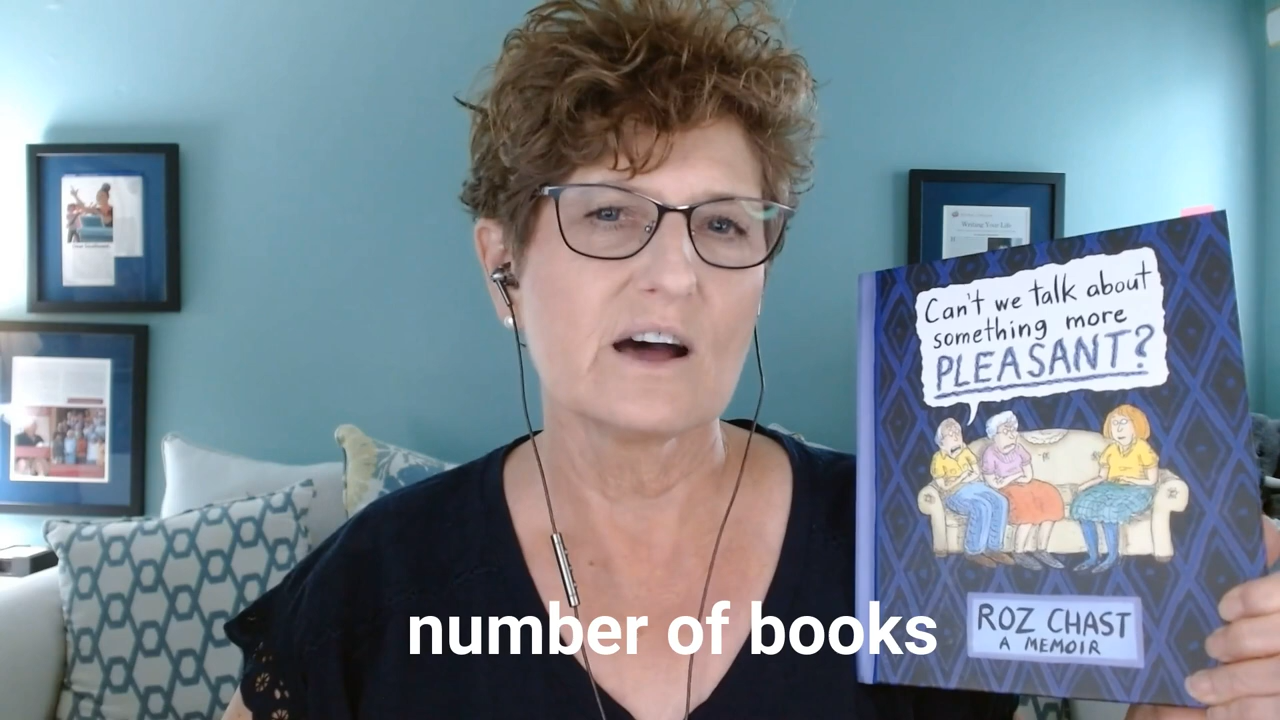 Writing Your Life
Can't we talk about
something more
PLEASANT?
ROZ CHAST
A MEMOIR
number of books